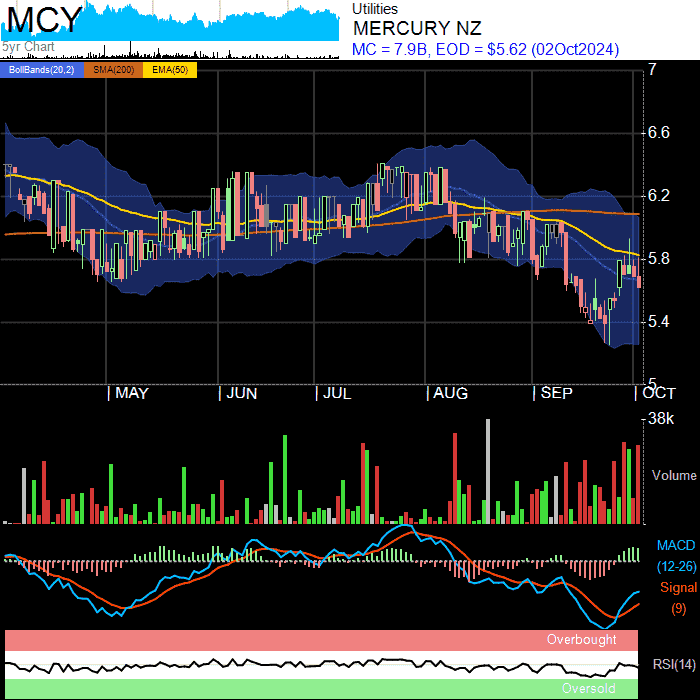 MCY
5yr Chart
Utilities
MERCURY NZ
MC = 7.9B, EOD = $5.62 (02Oct2024)
BollBands(20,2) SMA(200) EMA(50)
7
6.6
6.2
5.8
5.4
5
MAY JUN JUL AUG SEP OCT
38k
Volume
MACD
(12-26)
Signal
(9)
Overbought
RSI(14)
Oversold